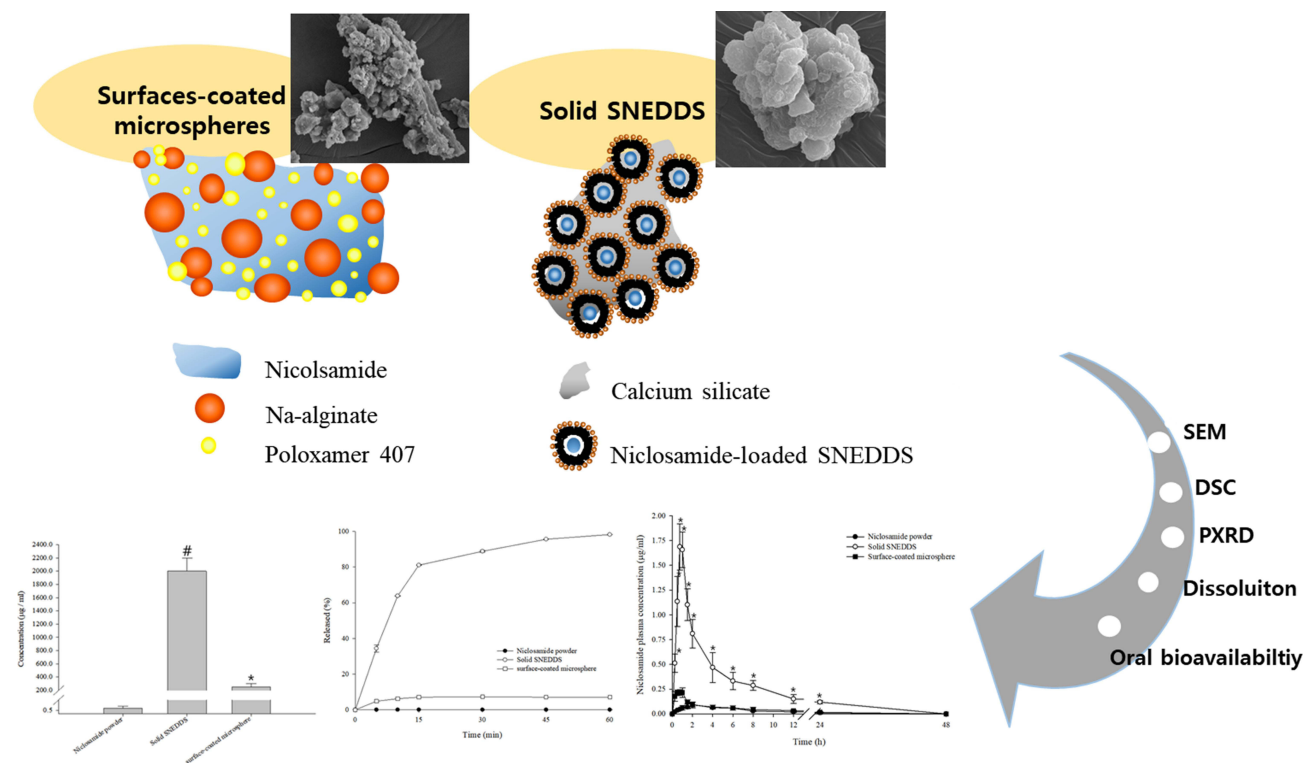 Surfaces-coated
microspheres
Solid SNEDDS
Nicolsamide
Na-alginate
Poloxamer 407
Calcium silicate
Niclosamide-loaded SNEDDS
SEM
DSC
PXRD
Dissoluiton
Oral bioavailabiltiy
Concentration (µg / ml)
2400.0
2200.0
2000.0
1800.0
1600.0
1400.0
1200.0
1000.0
800.0
600.0
400.0
200.0
0.5
#
*
Niclosamide powder
Solid SNEDDS
surface-coated microsphere
Released (%)
100
80
60
40
20
0
0 15 30 45 60
Time (min)
Niclosamide powder
Solid SNEDDS
surface-coated microsphere
Niclosamide plasma concentration (µg/ml)
2.00
1.75
1.50
1.25
1.00
0.75
0.50
0.25
0.00
* * * * * * * * * * * *
0 2 4 6 8 10 12 24 48
Time (h)
Niclosamide powder
Solid SNEDDS
Surface-coated microsphere